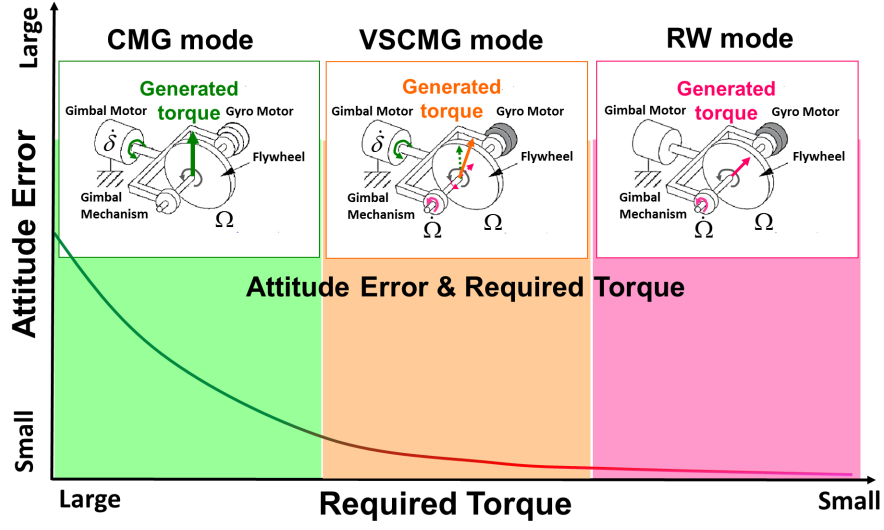 CMG mode
VSCMG mode
RW mode
Large
Attitude Error
Small
Generated
torque
Gimbal Motor
Gyro Motor
δ̇
Flywheel
Gimbal
Mechanism
Ω
Generated
torque
Gimbal Motor
Gyro Motor
δ̇
Flywheel
Gimbal
Mechanism
Ω̇
Ω
Generated
torque
Gimbal Motor
Gyro Motor
Flywheel
Gimbal
Mechanism
Ω̇
Ω
Attitude Error & Required Torque
Large
Required Torque
Small